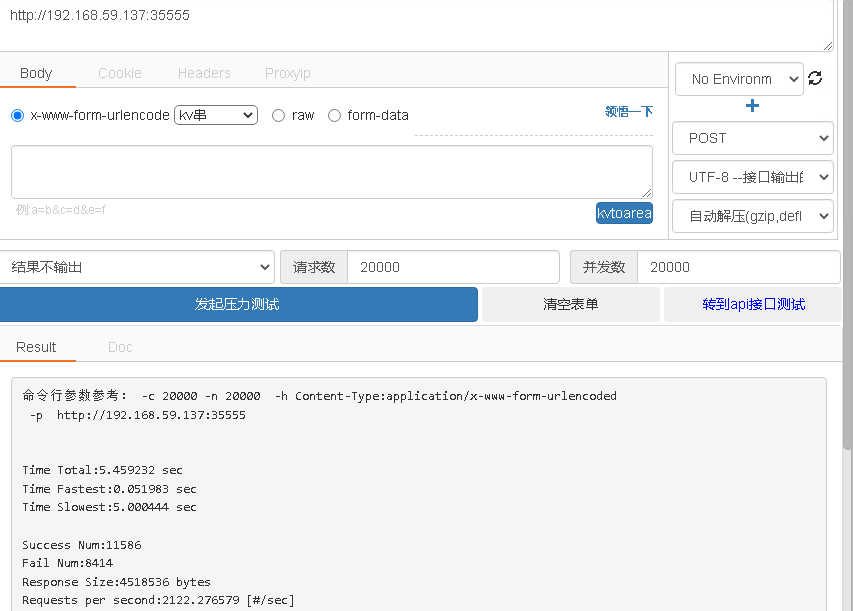 http://192.168.59.137:35555
Body Cookie Headers ProxyIp
No Environm
x-www-form-urlencode kv串 raw form-data 领悟一下
POST
UTF-8 --接口输出的
例:a=b&c=d&e=f kvtoarea
自动解压(gzip,defl
结果不输出 请求数 20000 并发数 20000
发起压力测试 清空表单 转到api接口测试
Result Doc
命令行参数参考: -c 20000 -n 20000 -h Content-Type:application/x-www-form-urlencoded
-p http://192.168.59.137:35555
Time Total:5.459232 sec
Time Fastest:0.051983 sec
Time Slowest:5.000444 sec
Success Num:11586
Fail Num:8414
Response Size:4518536 bytes
Requests per second:2122.276579 [#/sec]